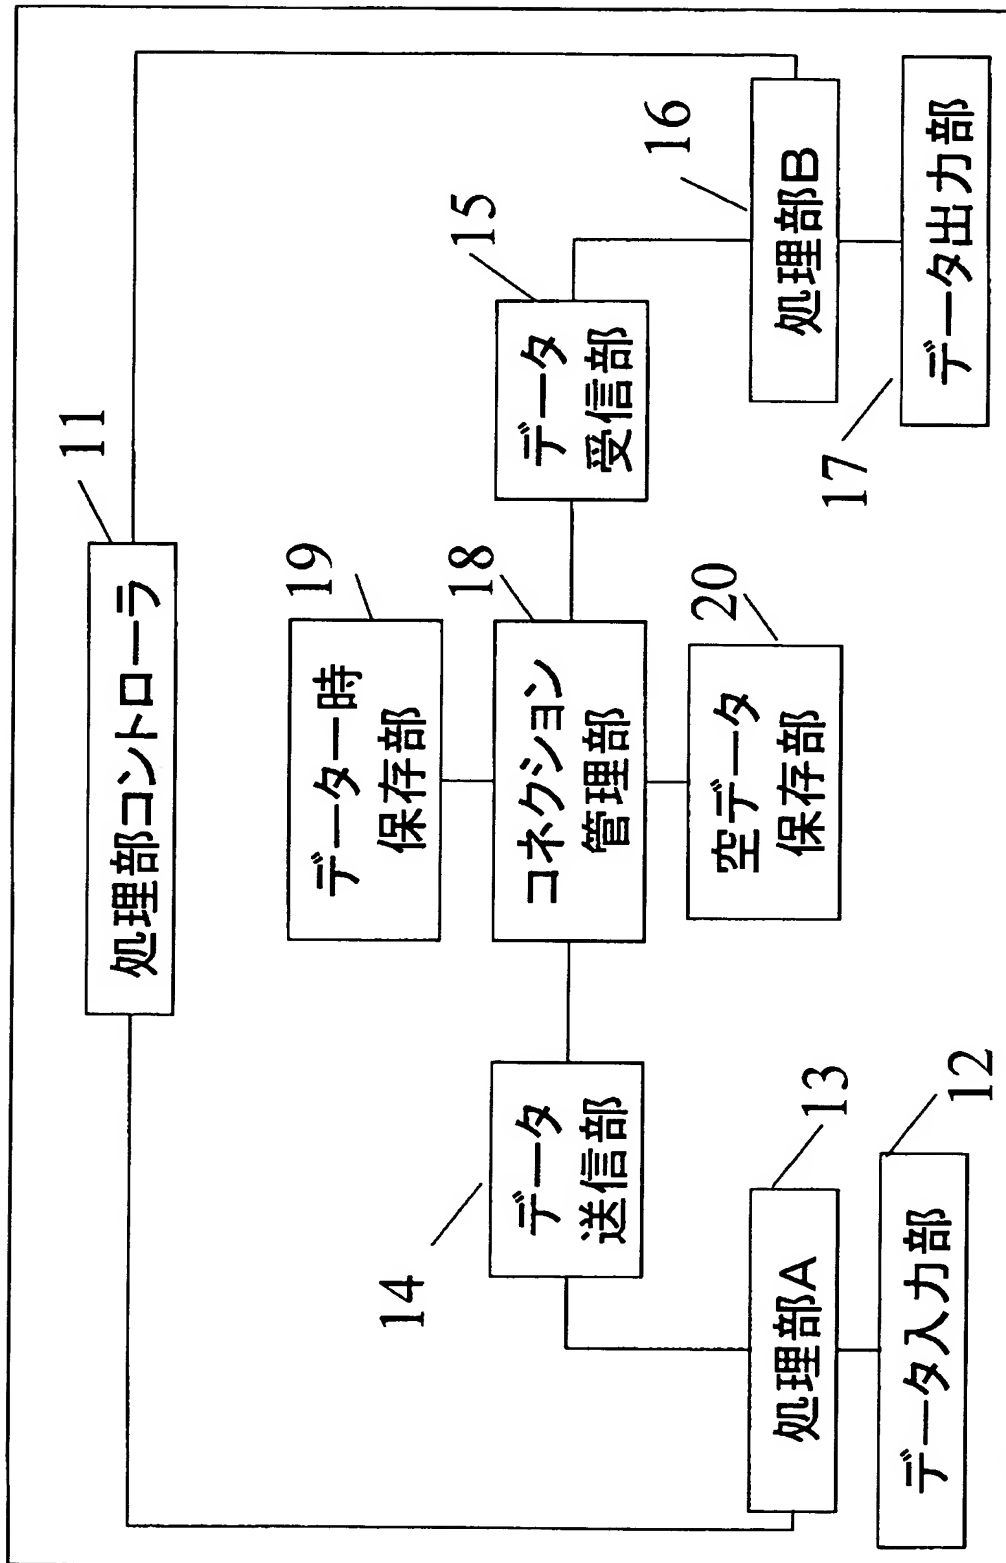 処理部コントローラ
11
データ一時
保存部
19
コネクション
管理部
18
空データ
保存部
20
データ
送信部
14
データ
受信部
15
処理部A
13
データ入力部
12
処理部B
16
データ出力部
17